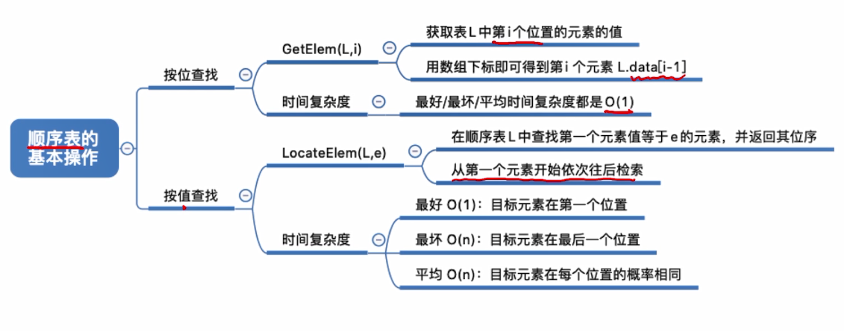 顺序表的
基本操作
按位查找
GetElem(L,i)
获取表L中第i个位置的元素的值
用数组下标即可得到第i个元素 L.data[i-1]
时间复杂度
最好/最坏/平均时间复杂度都是O(1)
按值查找
LocateElem(L,e)
在顺序表L中查找第一个元素值等于e的元素，并返回其位序
从第一个元素开始依次往后检索
时间复杂度
最好 O(1)：目标元素在第一个位置
最坏 O(n)：目标元素在最后一个位置
平均 O(n)：目标元素在每个位置的概率相同